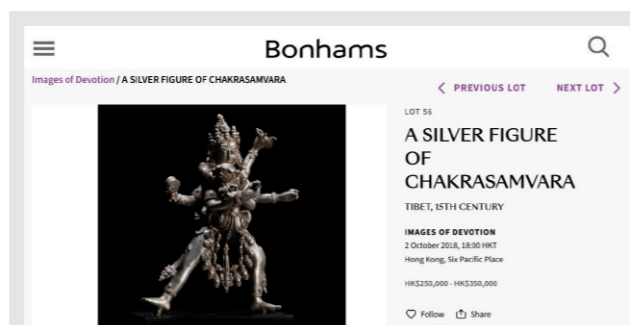 Bonhams
Images of Devotion / A SILVER FIGURE OF CHAKRASAMVARA
PREVIOUS LOT NEXT LOT
LOT 56
A SILVER FIGURE
OF
CHAKRASAMVARA
TIBET, 15TH CENTURY
IMAGES OF DEVOTION
2 October 2018, 18:00 HKT
Hong Kong, Six Pacific Place
HK$250,000 - HK$350,000
Follow Share